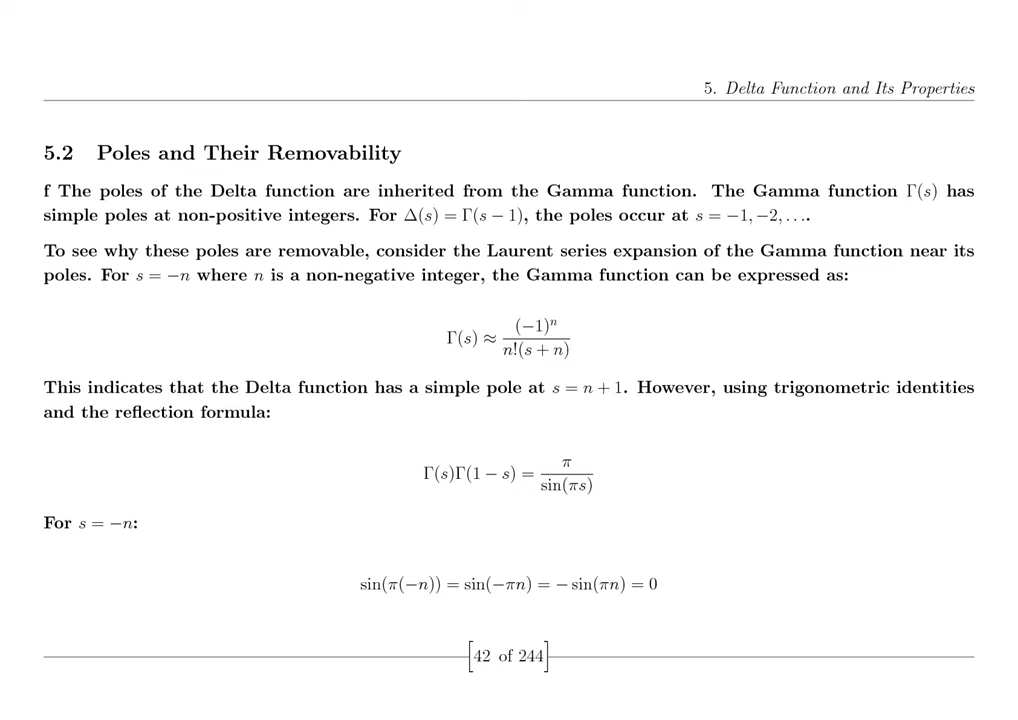 5. Delta Function and Its Properties
5.2 Poles and Their Removability
f The poles of the Delta function are inherited from the Gamma function. The Gamma function Γ(s) has
simple poles at non-positive integers. For Δ(s) = Γ(s − 1), the poles occur at s = −1, −2, . . ..
To see why these poles are removable, consider the Laurent series expansion of the Gamma function near its
poles. For s = −n where n is a non-negative integer, the Gamma function can be expressed as:
Γ(s) ≈ (−1)ⁿ / n!(s + n)
This indicates that the Delta function has a simple pole at s = n + 1. However, using trigonometric identities
and the reflection formula:
Γ(s)Γ(1 − s) = π / sin(πs)
For s = −n:
sin(π(−n)) = sin(−πn) = − sin(πn) = 0
[42 of 244]